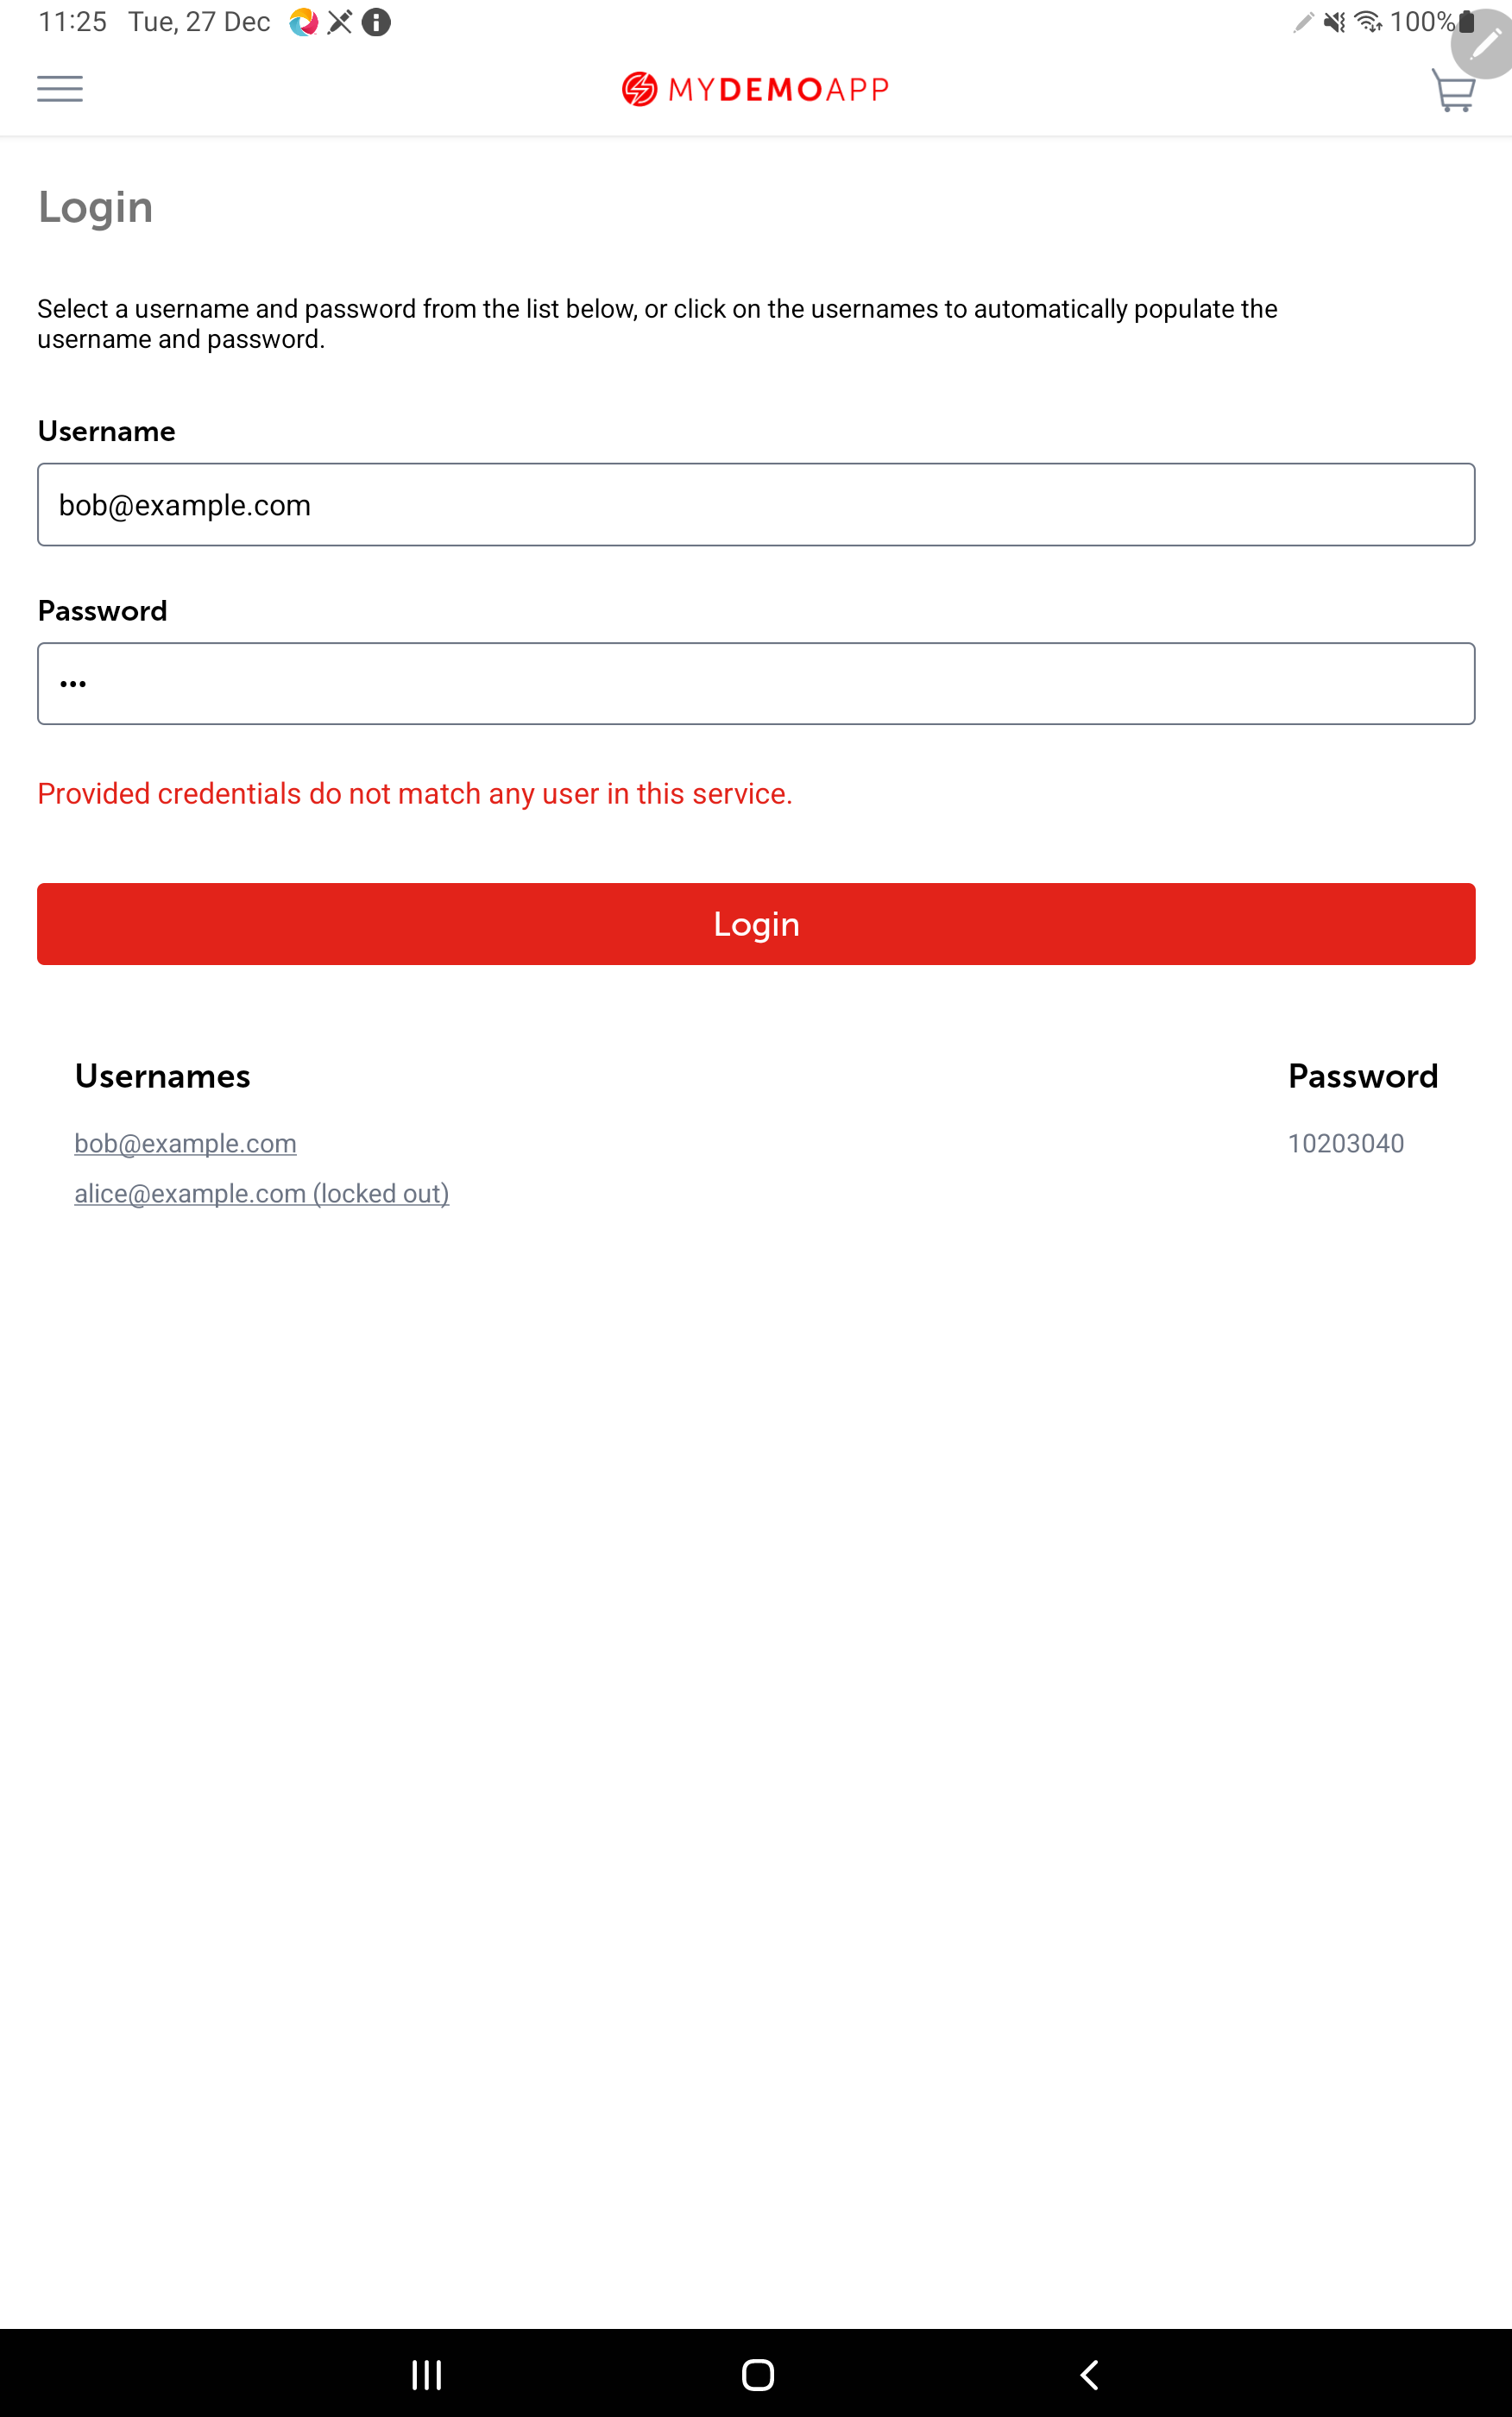 11:25 Tue, 27 Dec 100%
MYDEMOAPP
Login
Select a username and password from the list below, or click on the usernames to automatically populate the
username and password.
Username
bob@example.com
Password
•••
Provided credentials do not match any user in this service.
Login
Usernames Password
bob@example.com 10203040
alice@example.com (locked out)